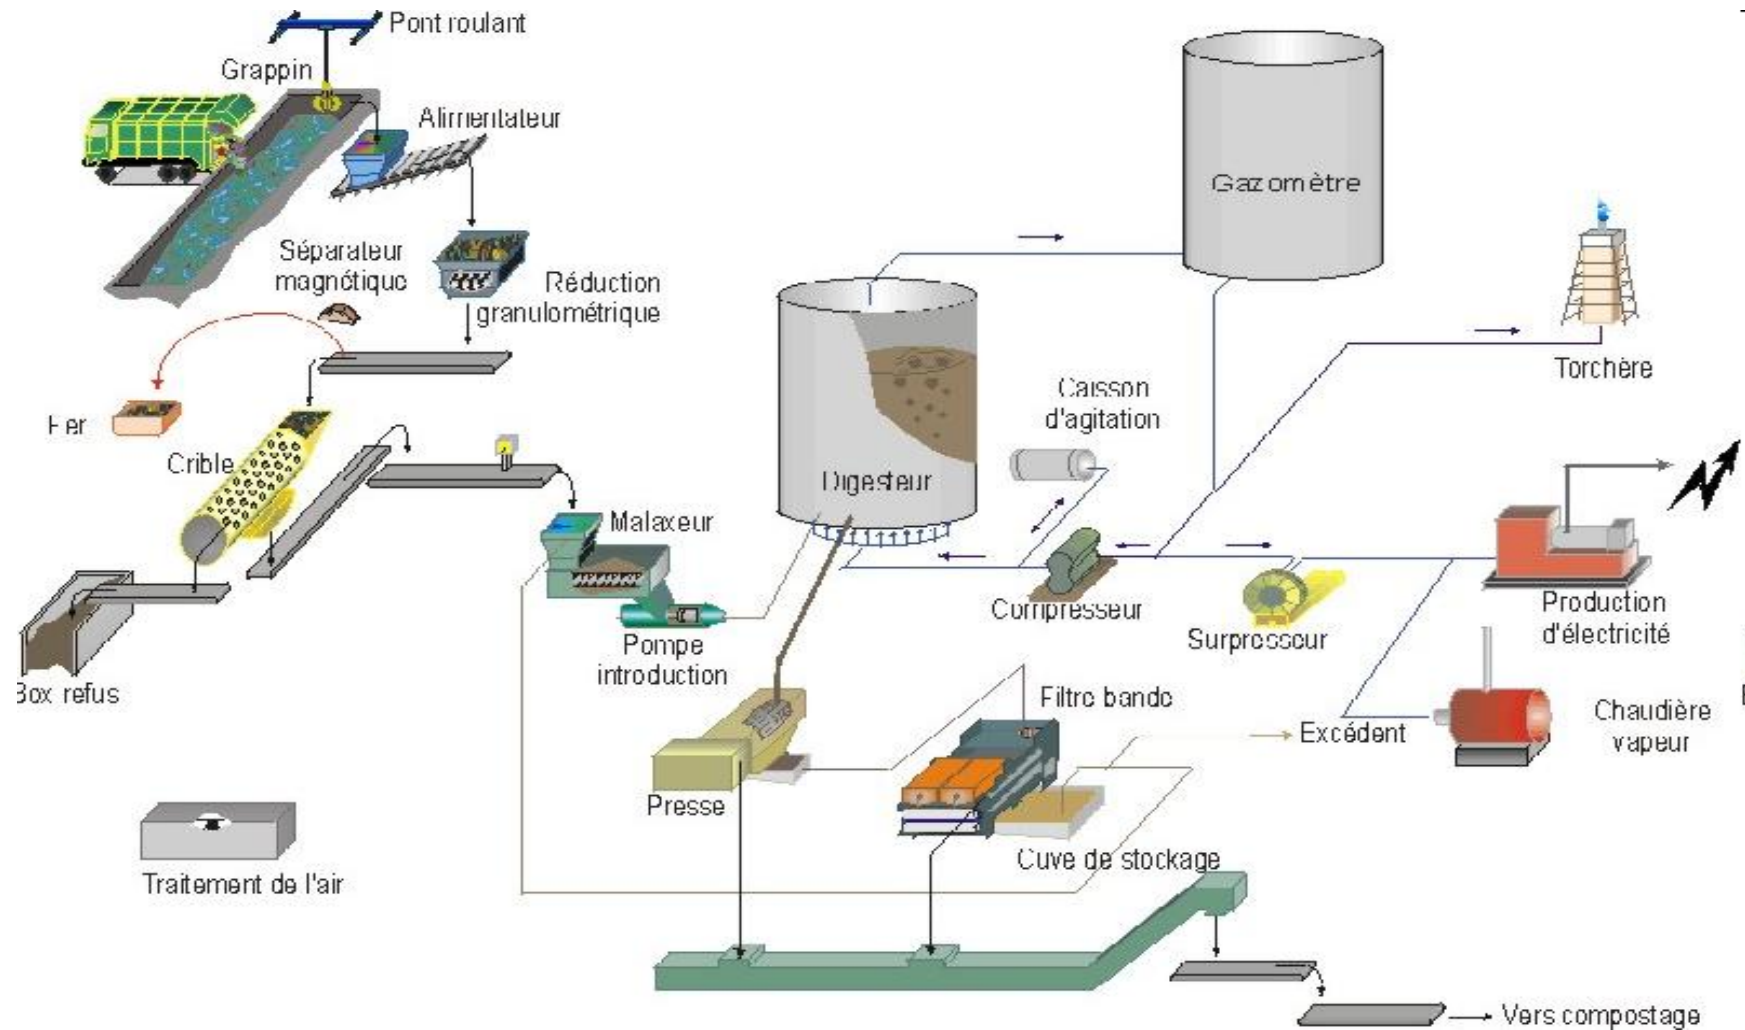 Pont roulant
Grappin
Alimentateur
Séparateur
magnétique
Réduction
granulométrique
Fer
Crible
Box refus
Malaxeur
Pompe
introduction
Digesteur
Gazomètre
Caisson
d'agitation
Torchère
Compresseur
Surpresseur
Production
d'électricité
Chaudière
vapeur
Presse
Filtre bande
Excédent
Cuve de stockage
Traitement de l'air
Vers compostage